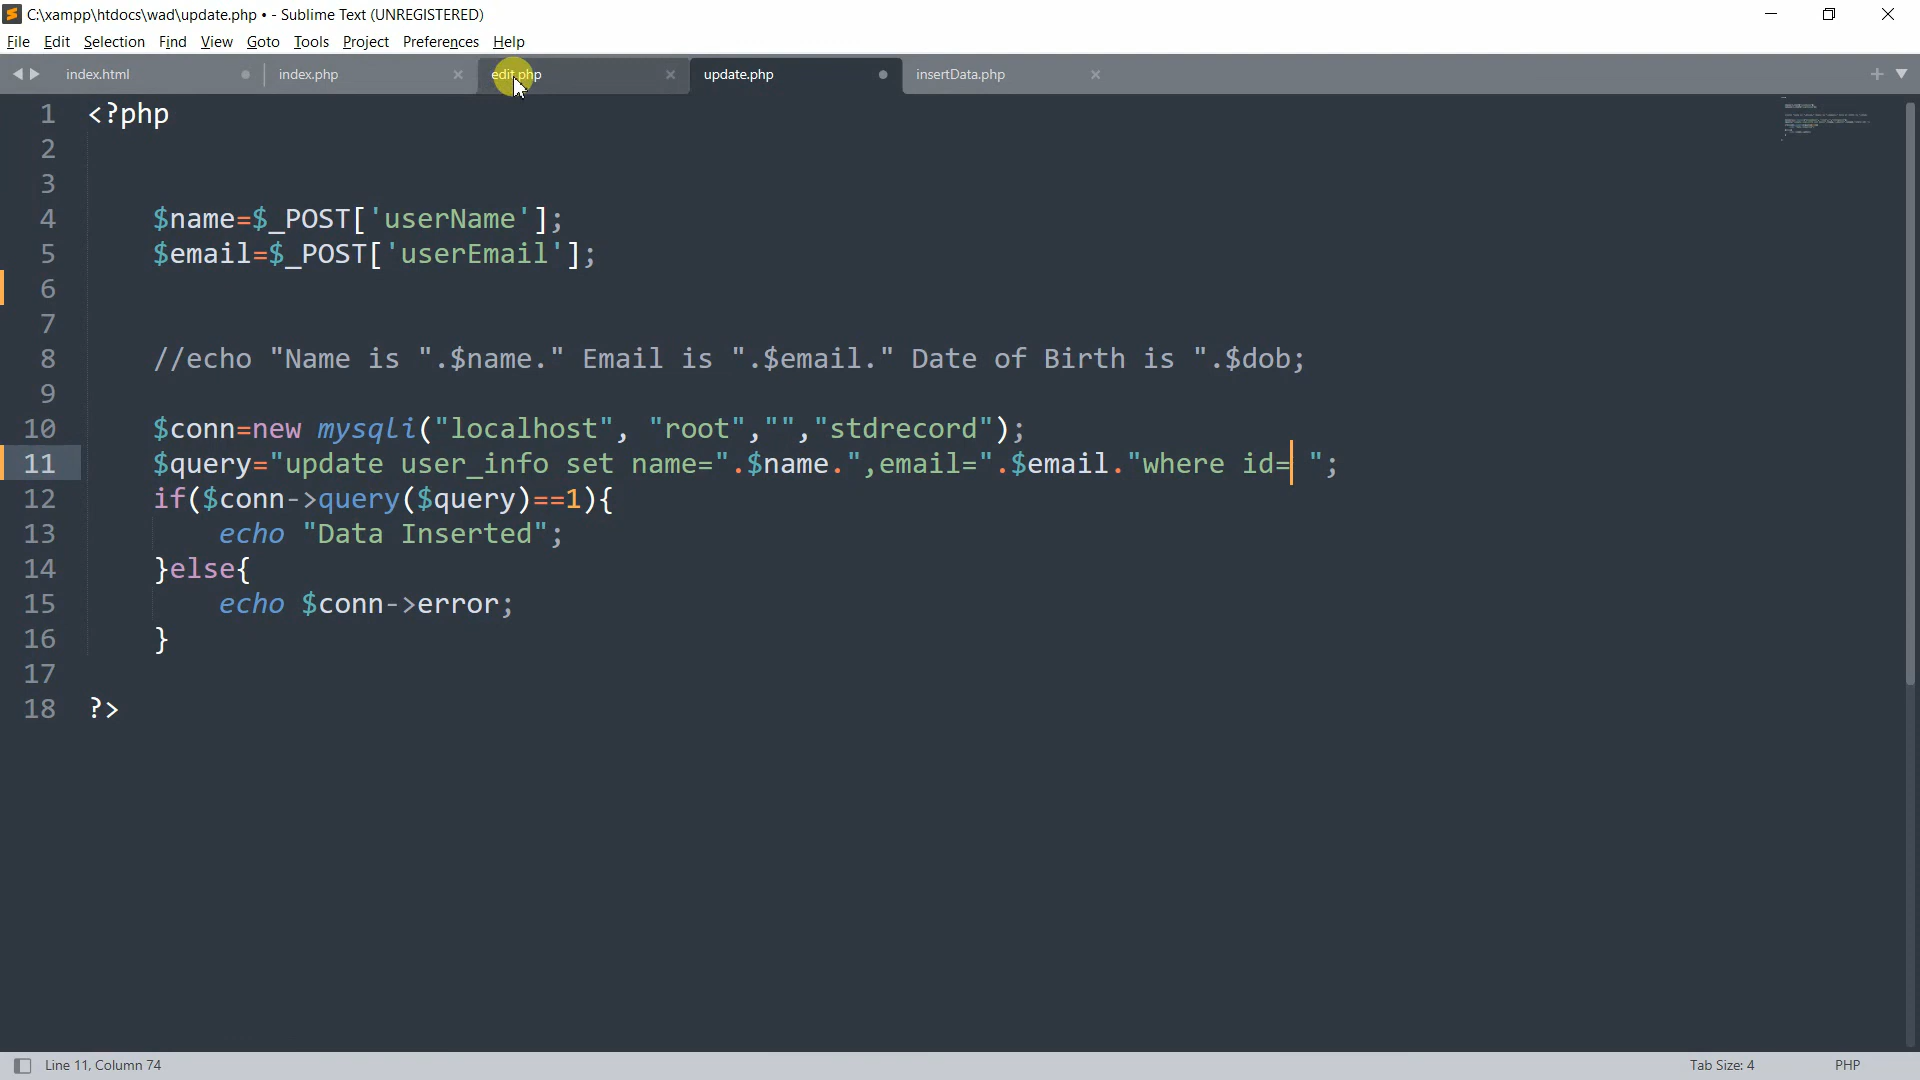 C:\xampp\htdocs\wad\update.php • - Sublime Text (UNREGISTERED)
File Edit Selection Find View Goto Tools Project Preferences Help
index.html index.php edit.php update.php insertData.php
1 <?php
2
3
4 $name=$_POST['userName'];
5 $email=$_POST['userEmail'];
6
7
8 //echo "Name is ".$name." Email is ".$email." Date of Birth is ".$dob;
9
10 $conn=new mysqli("localhost", "root","","stdrecord");
11 $query="update user_info set name=".$name.",email=".$email."where id= ";
12 if($conn->query($query)==1){
13 echo "Data Inserted";
14 }else{
15 echo $conn->error;
16 }
17
18 ?>
Line 11, Column 74 Tab Size: 4 PHP